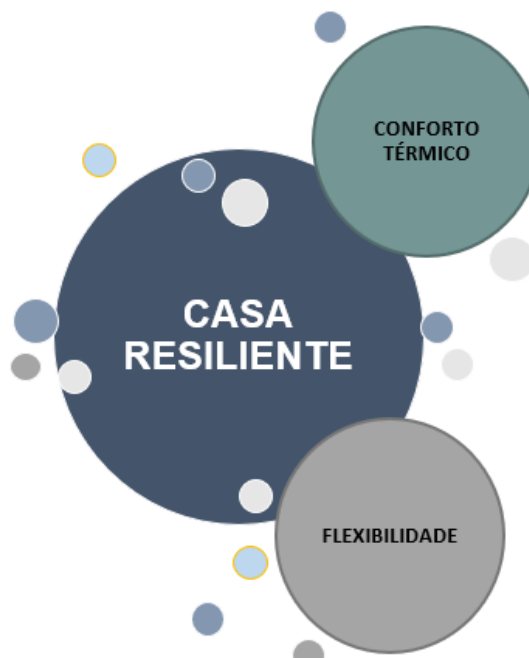 CONFORTO
TÉRMICO
CASA
RESILIENTE
FLEXIBILIDADE